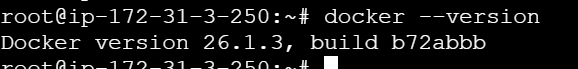 root@ip-172-31-3-250:~# docker --version
Docker version 26.1.3, build b72abbb
root@ip-172-31-3-250:~#